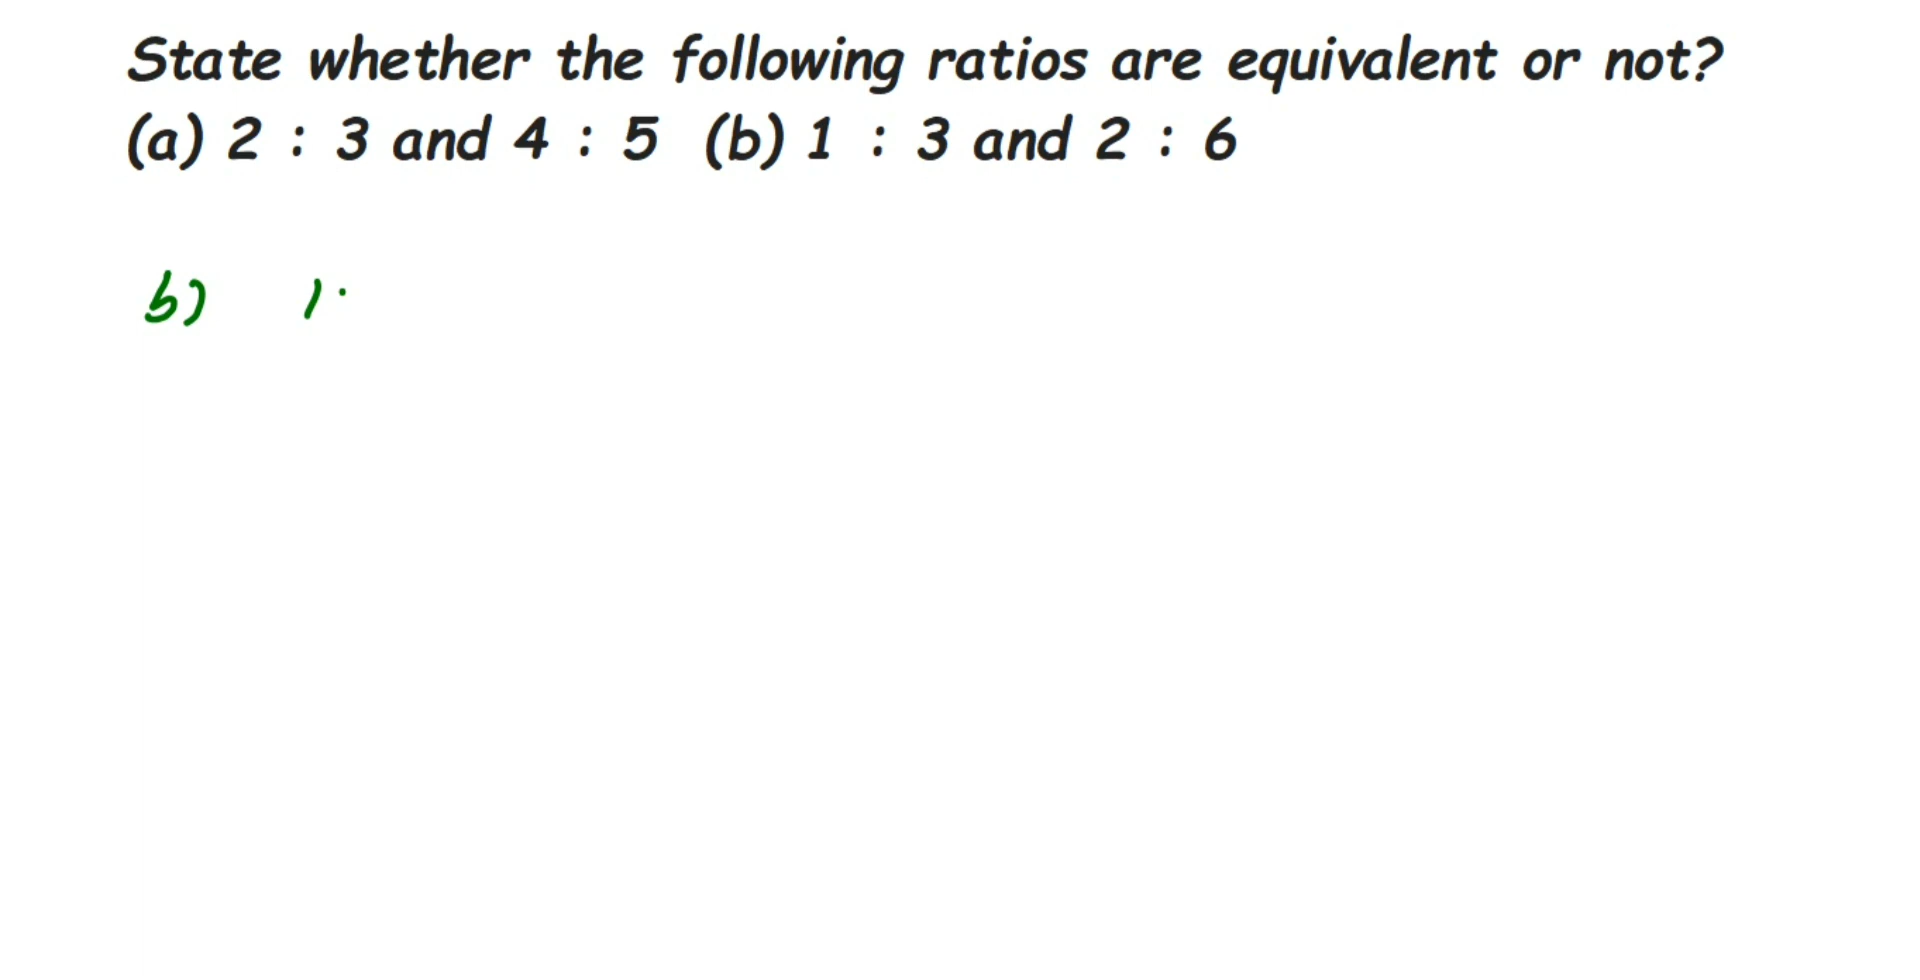 State whether the following ratios are equivalent or not?
(a) 2 : 3 and 4 : 5 (b) 1 : 3 and 2 : 6
b) 1·